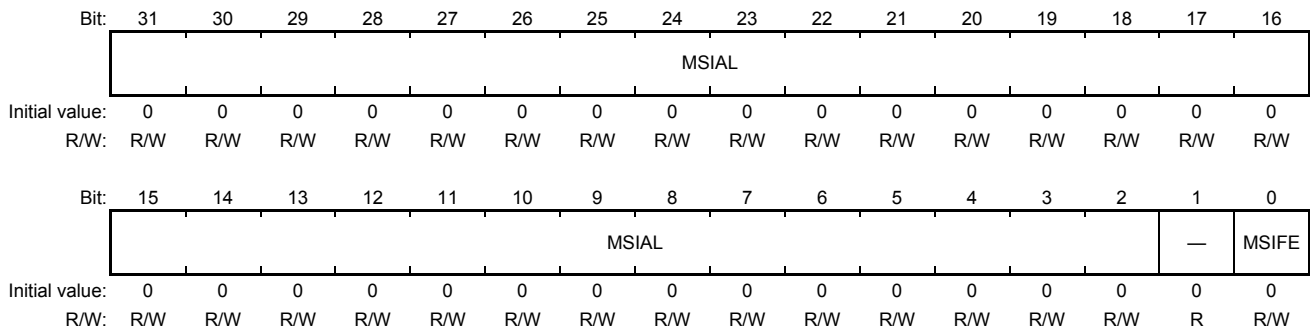 Bit: 31 30 29 28 27 26 25 24 23 22 21 20 19 18 17 16
MSIAL
Initial value: 0 0 0 0 0 0 0 0 0 0 0 0 0 0 0 0
R/W: R/W R/W R/W R/W R/W R/W R/W R/W R/W R/W R/W R/W R/W R/W R/W R/W
Bit: 15 14 13 12 11 10 9 8 7 6 5 4 3 2 1 0
MSIAL — MSIFE
Initial value: 0 0 0 0 0 0 0 0 0 0 0 0 0 0 0 0
R/W: R/W R/W R/W R/W R/W R/W R/W R/W R/W R/W R/W R/W R/W R/W R R/W